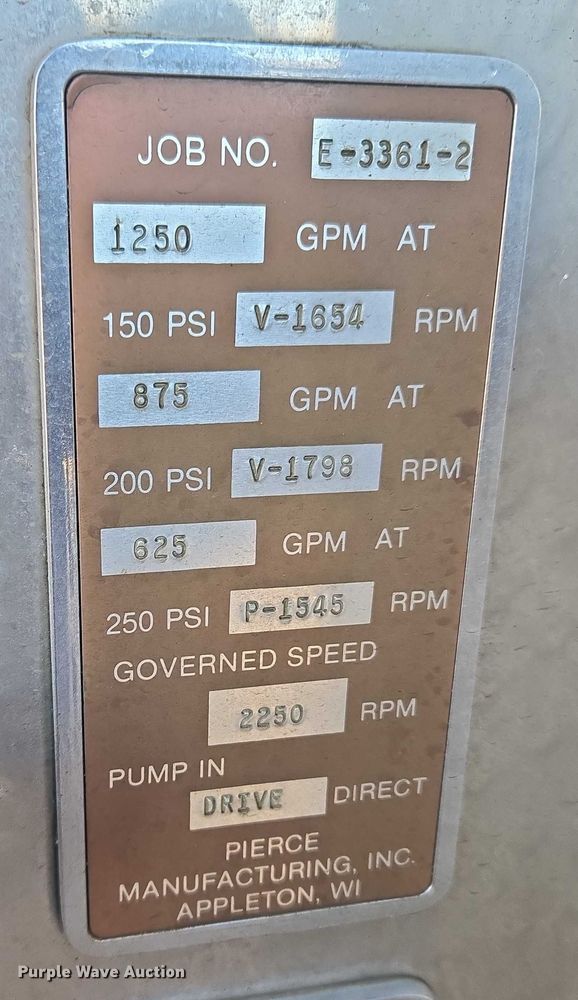 JOB NO. E-3361-2
1250 GPM AT
150 PSI V-1654 RPM
875 GPM AT
200 PSI V-1798 RPM
625 GPM AT
250 PSI P-1545 RPM
GOVERNED SPEED
2250 RPM
PUMP IN
DRIVE DIRECT
PIERCE
MANUFACTURING, INC.
APPLETON, WI
Purple Wave Auction